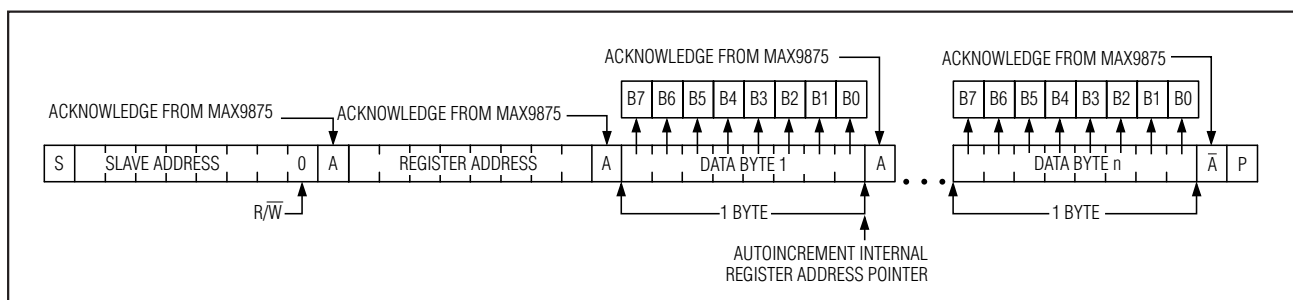 ACKNOWLEDGE FROM MAX9875
ACKNOWLEDGE FROM MAX9875
B7 B6 B5 B4 B3 B2 B1 B0
B7 B6 B5 B4 B3 B2 B1 B0
ACKNOWLEDGE FROM MAX9875
ACKNOWLEDGE FROM MAX9875
S SLAVE ADDRESS 0 A REGISTER ADDRESS A DATA BYTE 1 A • • • DATA BYTE n A̅ P
R/W̅
1 BYTE
1 BYTE
AUTOINCREMENT INTERNAL
REGISTER ADDRESS POINTER